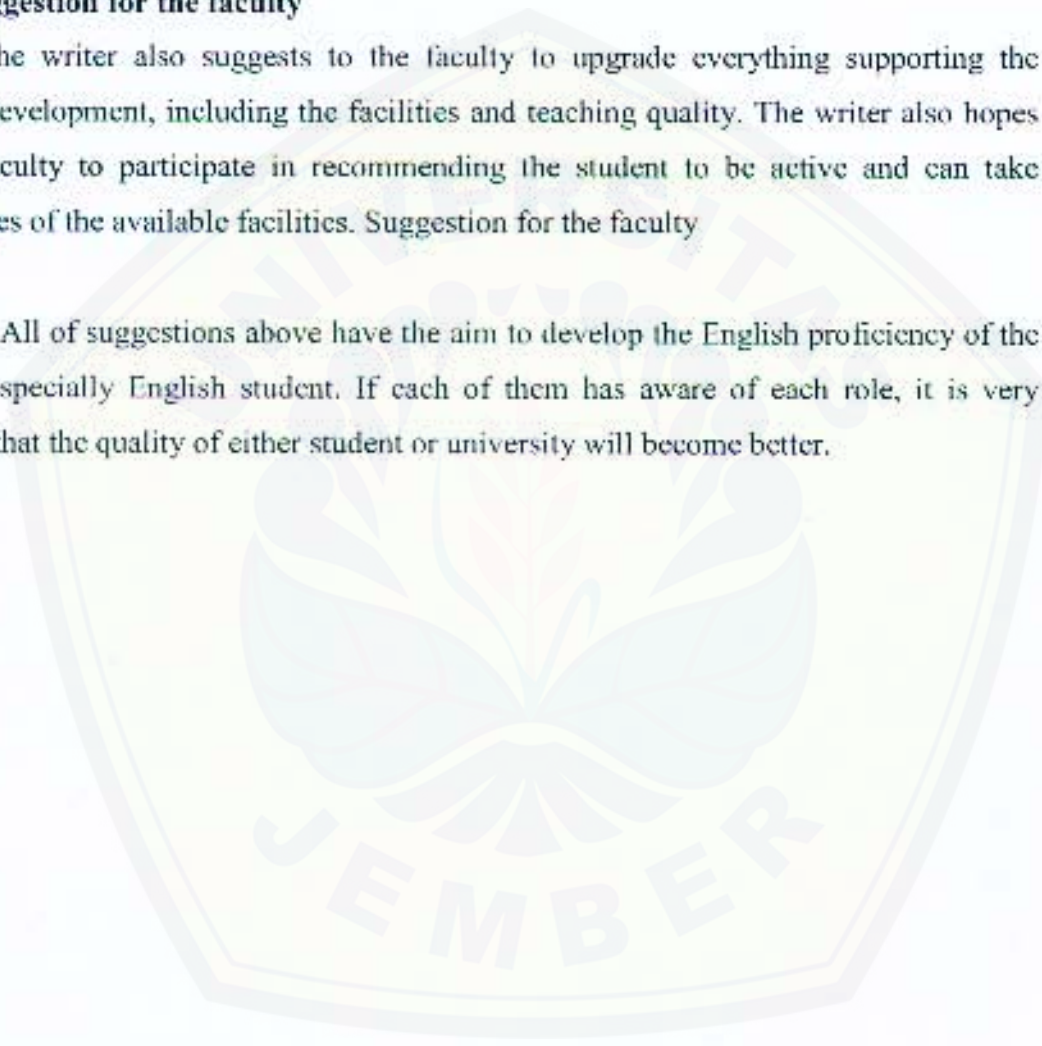 ggestion for the faculty
he writer also suggests to the faculty to upgrade everything supporting the
evelopment, including the facilities and teaching quality. The writer also hopes
culty to participate in recommending the student to be active and can take
es of the available facilities. Suggestion for the faculty
All of suggestions above have the aim to develop the English proficiency of the
specially English student. If each of them has aware of each role, it is very
hat the quality of either student or university will become better.
UNIVERSITAS
JEMBER